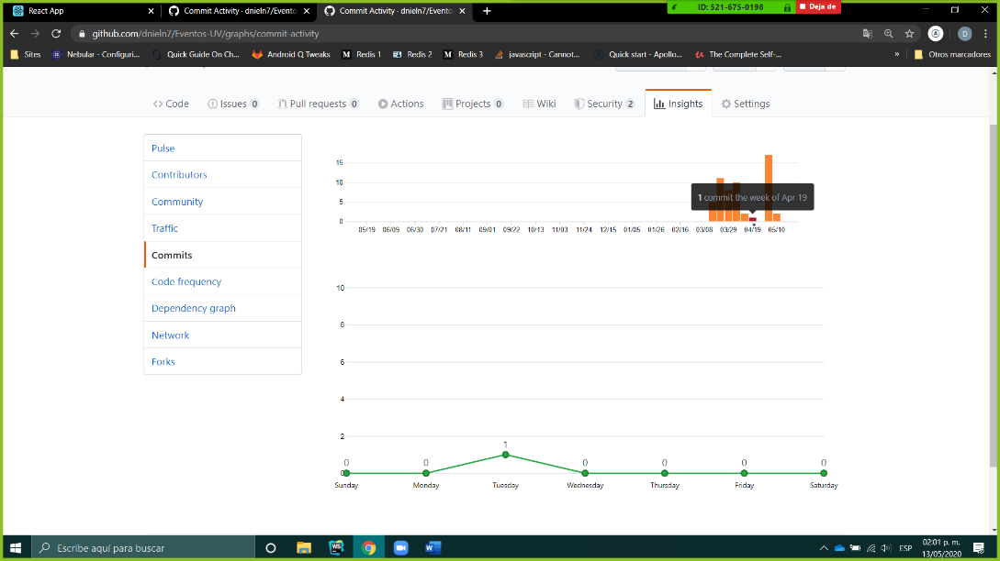 React App
Commit Activity · dnieln7/Evento
Commit Activity · dnieln7/Evento
ID: 521-675-0198
Deja de
github.com/dnieln7/Eventos-UV/graphs/commit-activity
D
Sites
Nebular - Configuri...
Quick Guide On Ch...
Android Q Tweaks
Redis 1
Redis 2
Redis 3
javascript - Cannot...
Quick start - Apollo...
The Complete Self-...
»
Otros marcadores
Code
Issues 0
Pull requests 0
Actions
Projects 0
Wiki
Security 2
Insights
Settings
Pulse
Contributors
Community
Traffic
Commits
Code frequency
Dependency graph
Network
Forks
15
10
5
0
1 commit the week of Apr 19
05/19 06/09 06/30 07/21 08/11 09/01 09/22 10/13 11/03 11/24 12/15 01/05 01/26 02/16 03/08 03/29 04/19 05/10
10
8
6
4
2
0
0 0 1 0 0 0 0
Sunday Monday Tuesday Wednesday Thursday Friday Saturday
Escribe aquí para buscar
WS
ESP
02:01 p. m.
13/05/2020